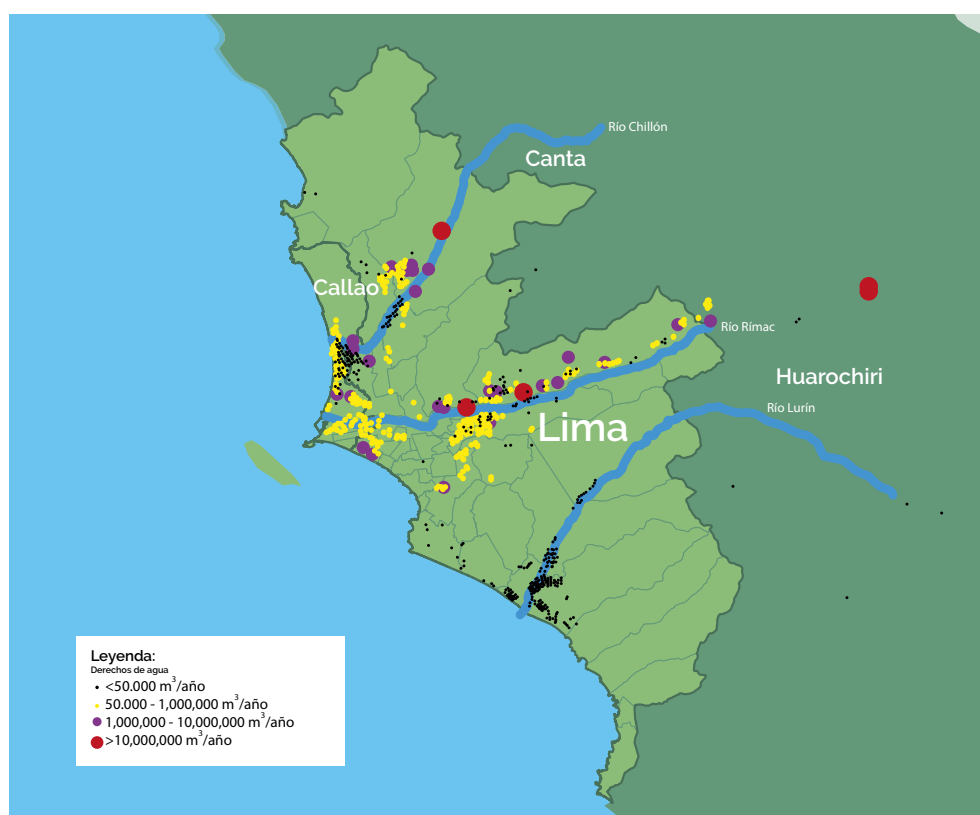 Río Chillón
Canta
Callao
Río Rímac
Huarochiri
Río Lurín
Lima
Leyenda:
Derechos de agua
<50.000 m³/año
50.000 - 1,000,000 m³/año
1,000,000 - 10,000,000 m³/año
>10,000,000 m³/año